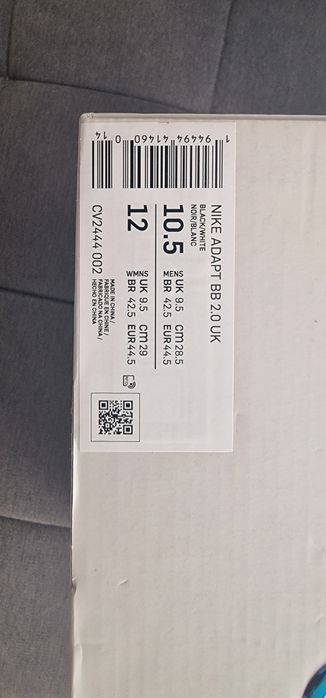 NIKE ADAPT BB 2.0 UK
BLACK/WHITE
NOIR/BLANC
10.5
MENS UK 9.5 CM 28.5
BR 42.5 EUR 44.5
12
WMNS UK 9.5 CM 29
BR 42.5 EUR 44.5
CV2444 002
MADE IN CHINA /
FABRIQUE EN CHINE /
FABRICADO NA CHINA /
HECHO EN CHINA
1 94494 41460 0
14